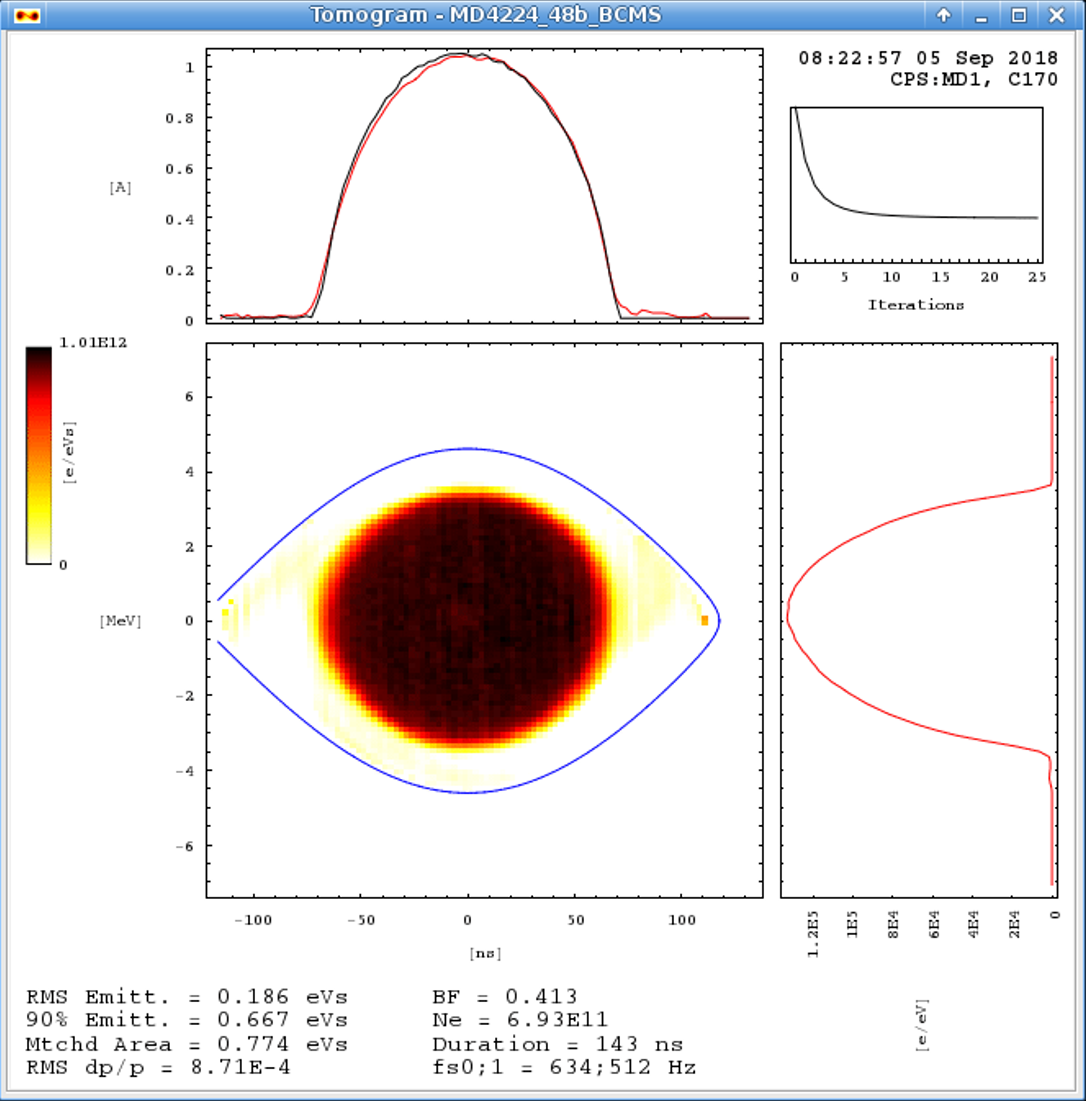 Tomogram - MD4224_48b_BCMS
08:22:57 05 Sep 2018
CPS:MD1, C170
1
0.8
0.6
0.4
0.2
0
[A]
0 5 10 15 20 25
Iterations
1.01E12
[e/eVs]
0
6
4
2
0
-2
-4
-6
[MeV]
-100 -50 0 50 100
[ns]
1.2E5 1E5 8E4 6E4 4E4 2E4 0
[e/eV]
RMS Emitt. = 0.186 eVs
BF = 0.413
90% Emitt. = 0.667 eVs
Ne = 6.93E11
Mtchd Area = 0.774 eVs
Duration = 143 ns
RMS dp/p = 8.71E-4
fs0;1 = 634;512 Hz